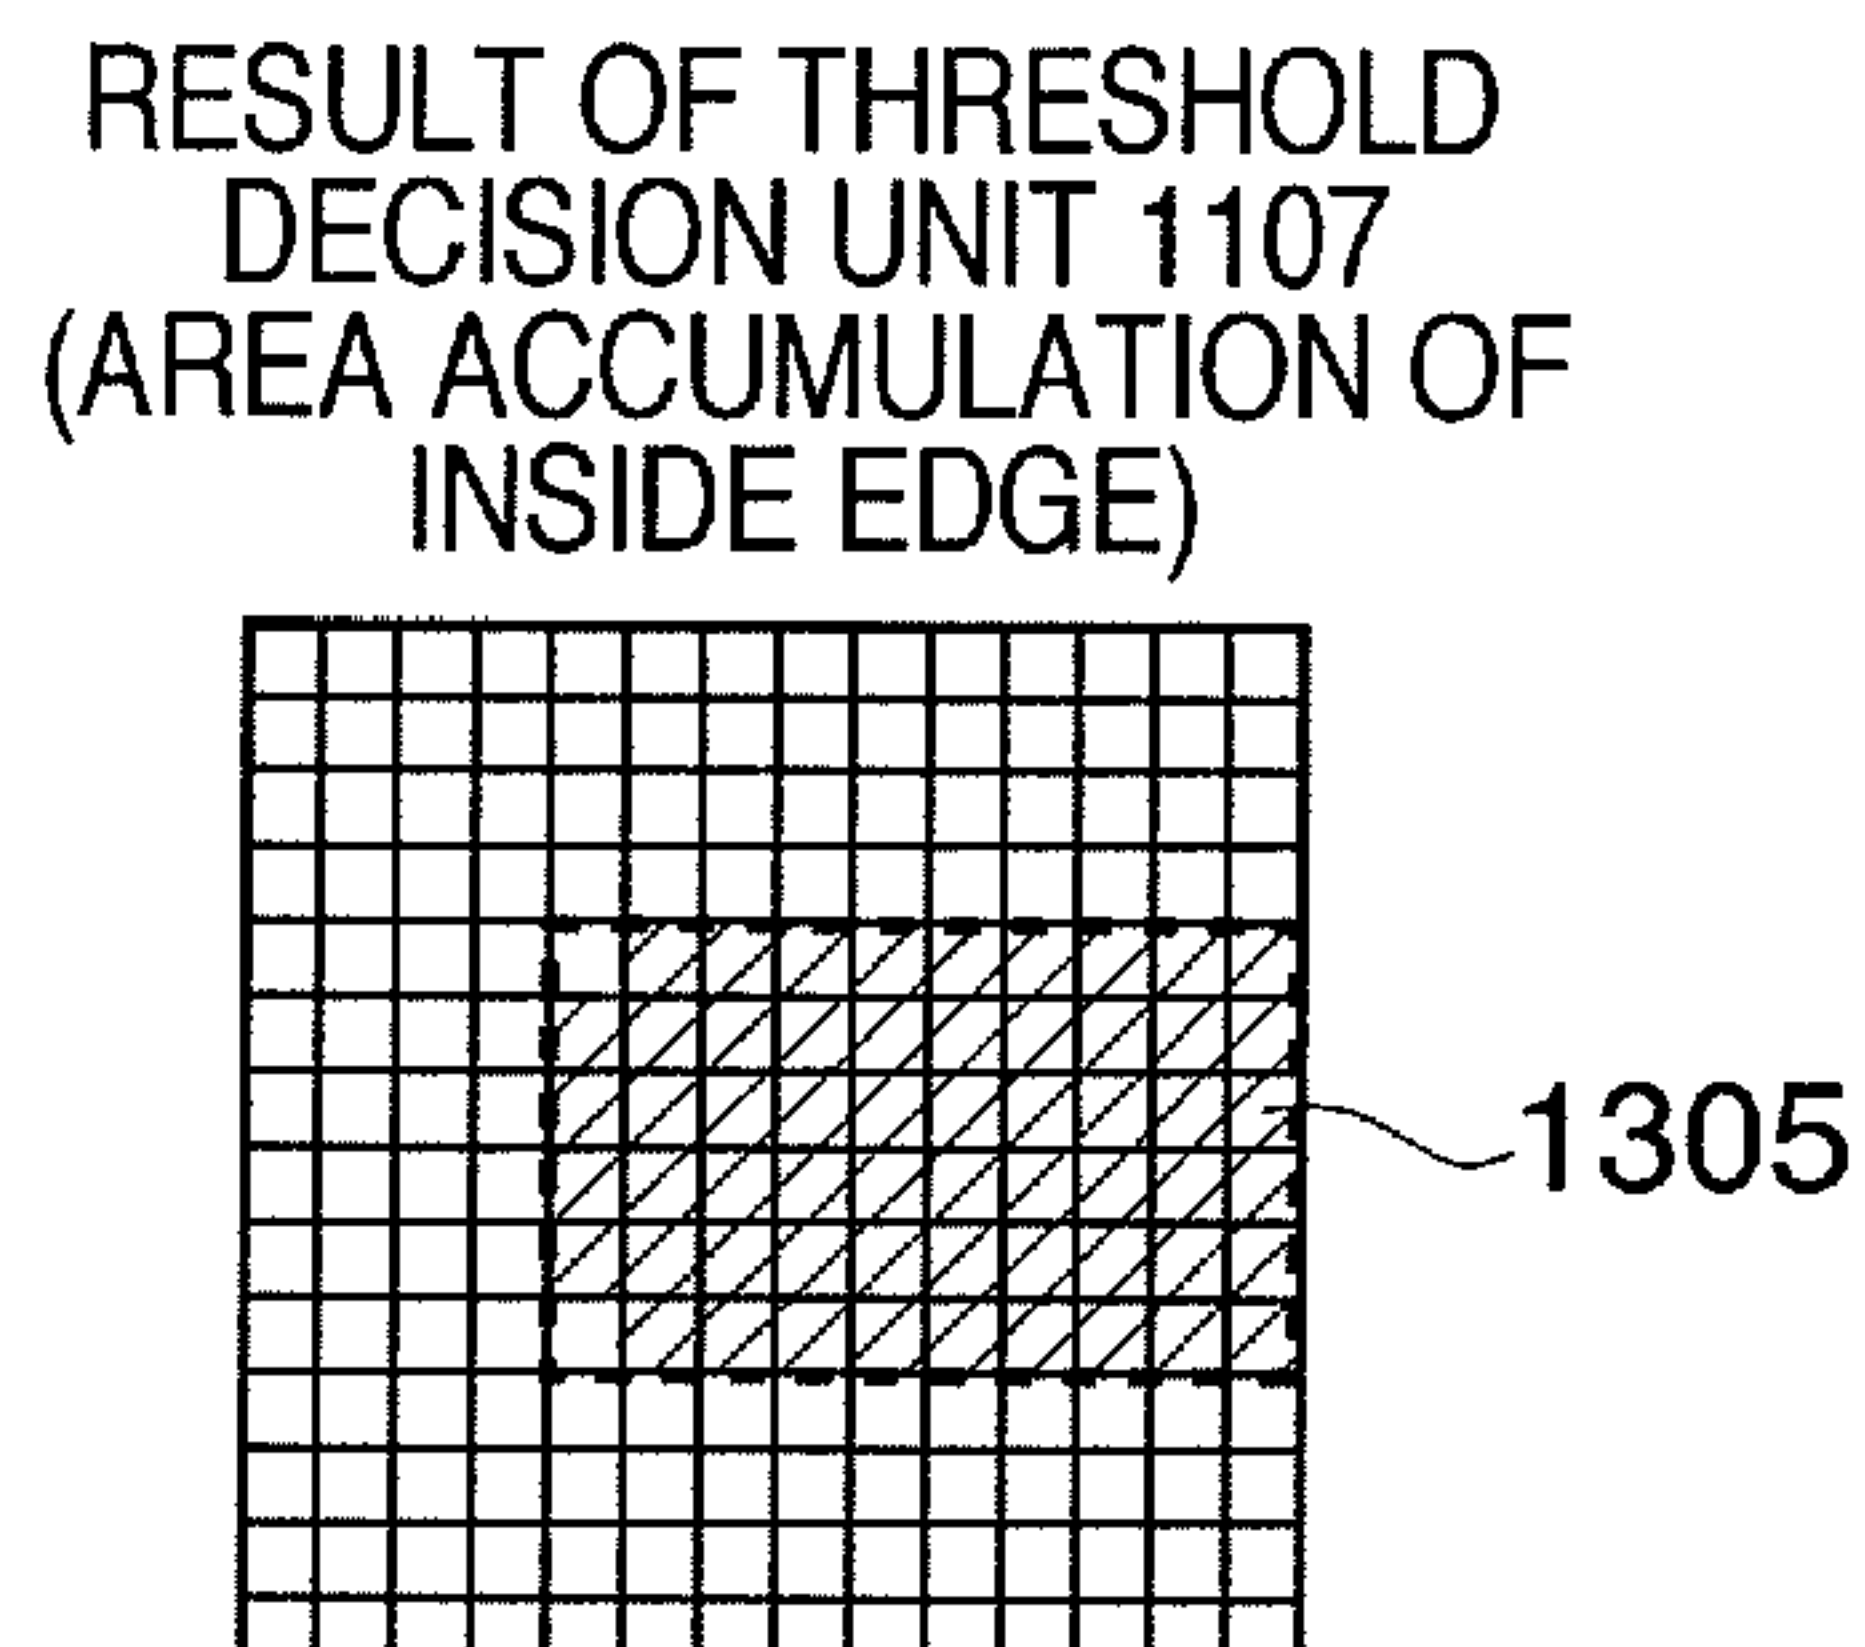 RESULT OF THRESHOLD
DECISION UNIT 1107
(AREA ACCUMULATION OF
INSIDE EDGE)
1305